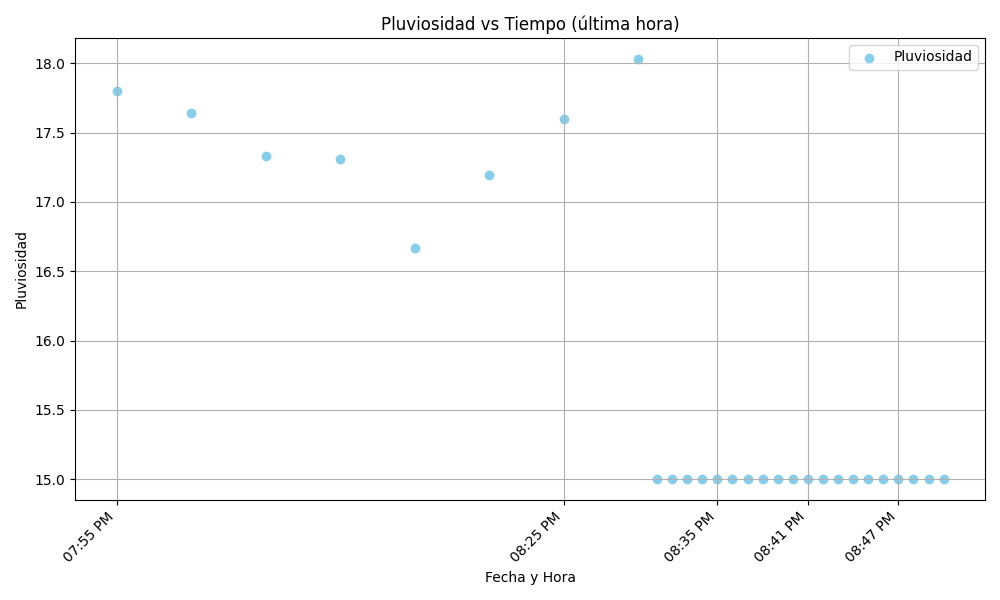 Pluviosidad vs Tiempo (última hora)
Pluviosidad
18.0
17.5
17.0
16.5
16.0
15.5
15.0
Pluviosidad
07:55 PM
08:25 PM
08:35 PM
08:41 PM
08:47 PM
Fecha y Hora